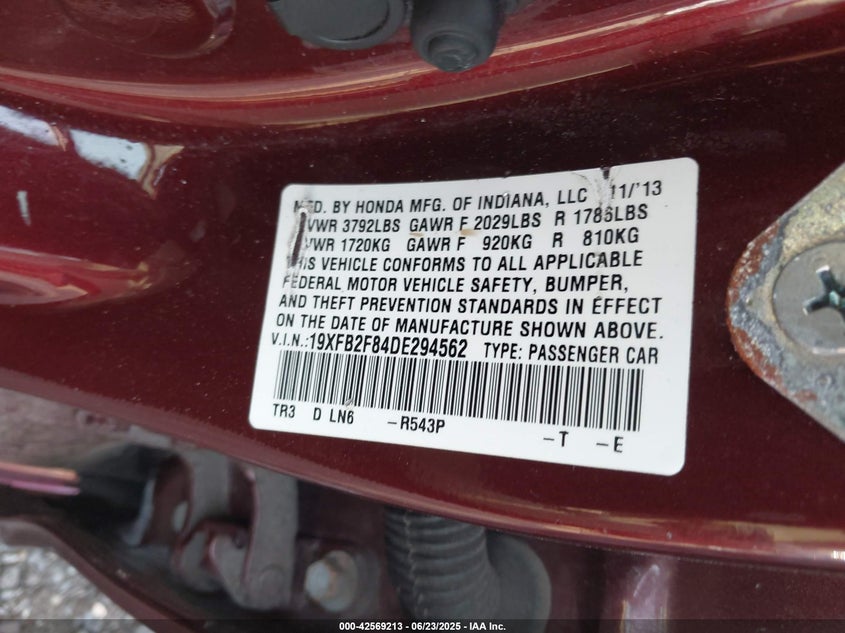 MFD. BY HONDA MFG. OF INDIANA, LLC 11/'13
GVWR 3792LBS GAWR F 2029LBS R 1786LBS
GVWR 1720KG GAWR F 920KG R 810KG
THIS VEHICLE CONFORMS TO ALL APPLICABLE
FEDERAL MOTOR VEHICLE SAFETY, BUMPER,
AND THEFT PREVENTION STANDARDS IN EFFECT
ON THE DATE OF MANUFACTURE SHOWN ABOVE.
V.I.N.:19XFB2F84DE294562 TYPE: PASSENGER CAR
TR3 D LN6 -R543P -T -E
000-42569213 - 06/23/2025 - IAA Inc.